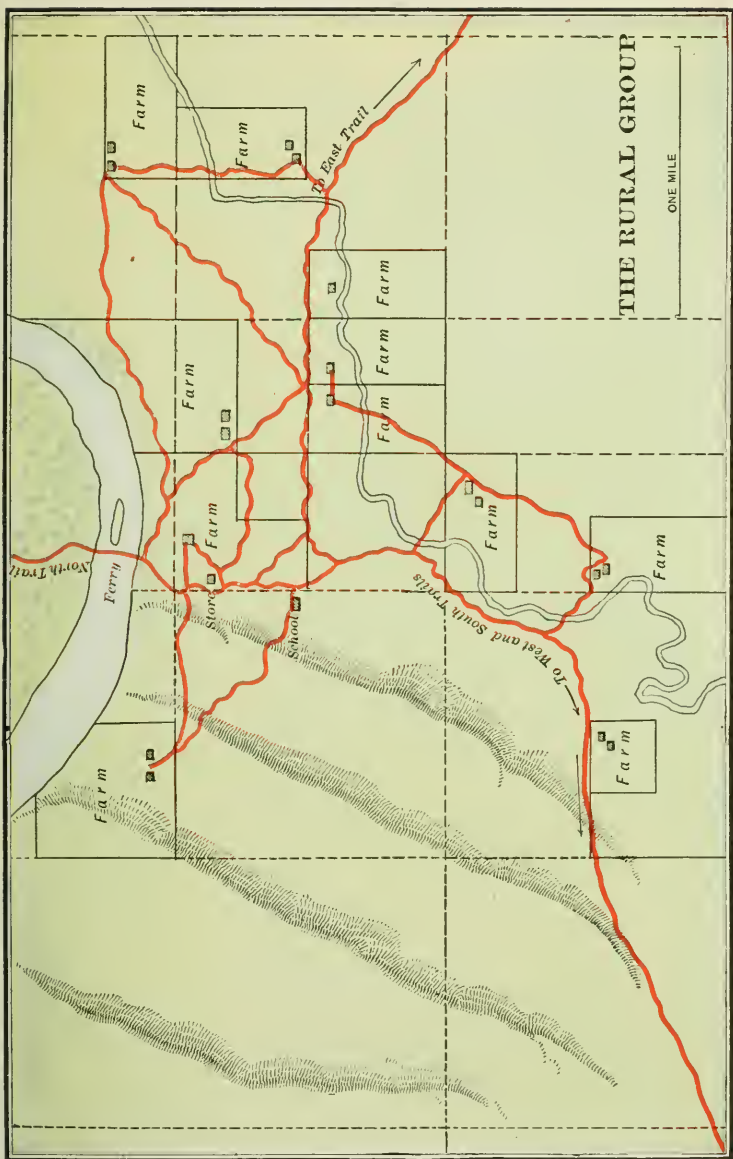 North Trail
Farm
Ferry
Farm
Store
Farm
Farm
Farm
School
To East Trail
Farm
Farm
Farm
To West and South Trails
Farm
Farm
THE RURAL GROUP
Farm
ONE MILE